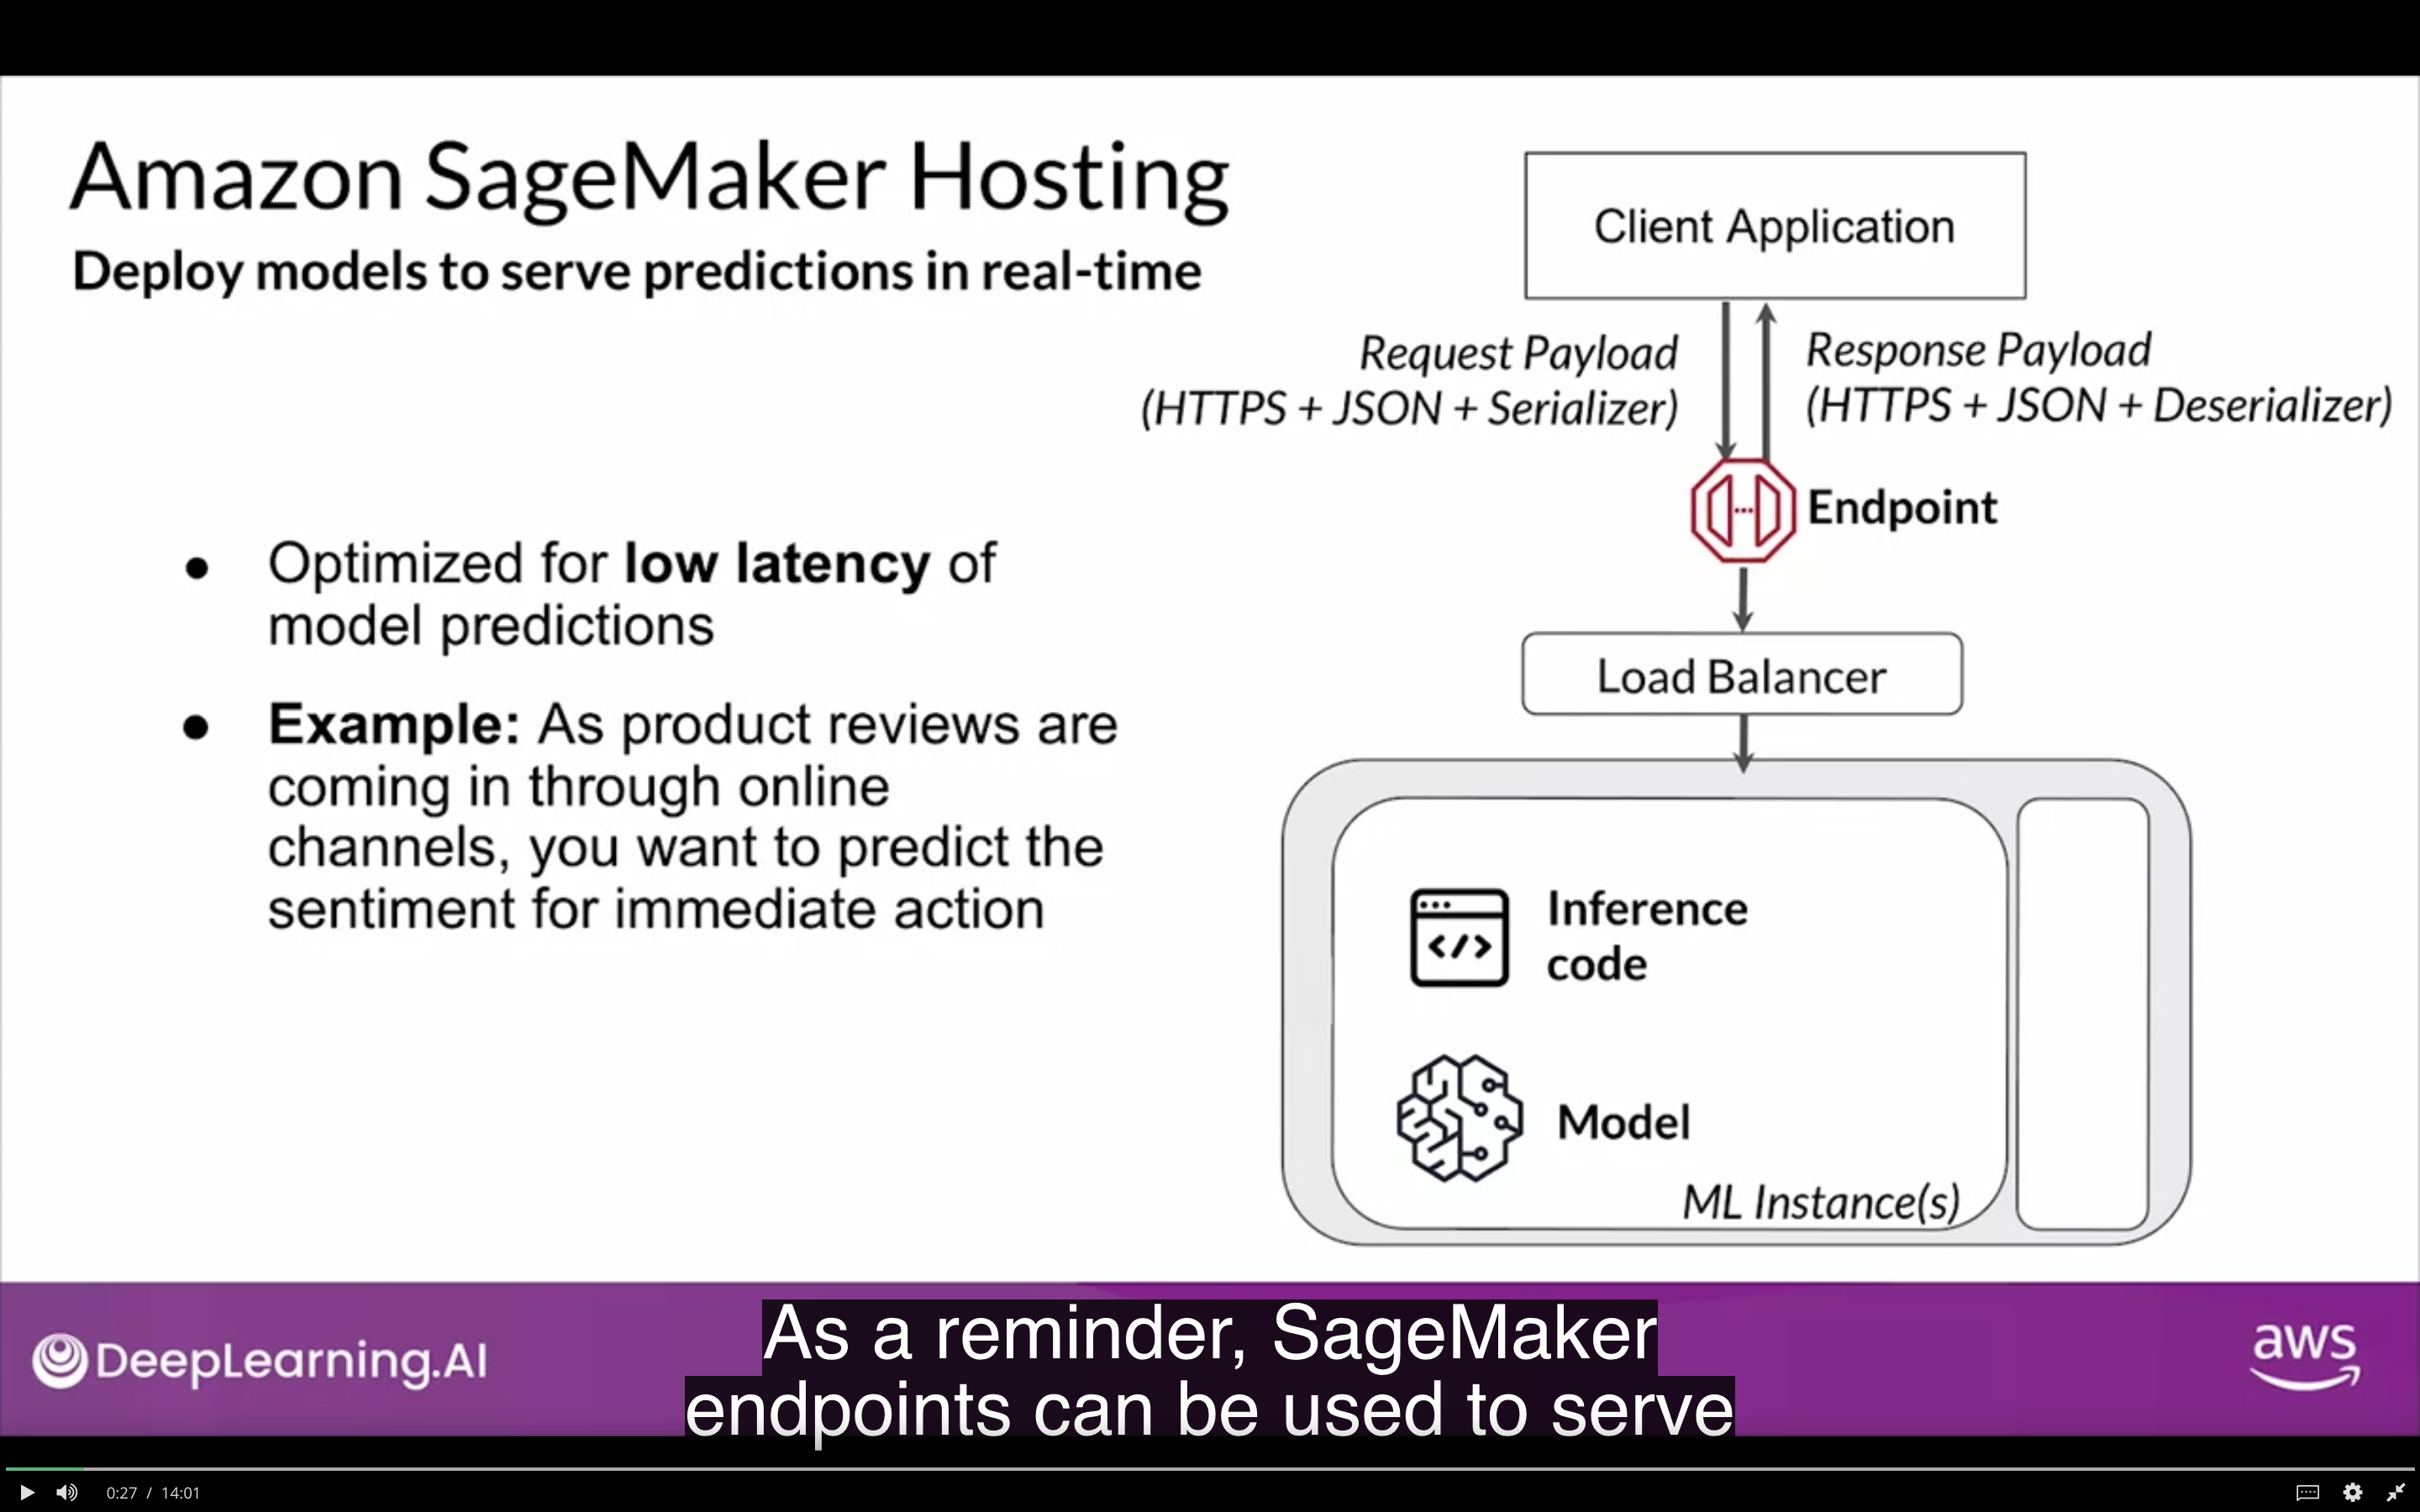 Amazon SageMaker Hosting
Deploy models to serve predictions in real-time
● Optimized for low latency of
model predictions
● Example: As product reviews are
coming in through online
channels, you want to predict the
sentiment for immediate action
Client Application
Request Payload
(HTTPS + JSON + Serializer)
Response Payload
(HTTPS + JSON + Deserializer)
Endpoint
Load Balancer
</>
Inference
code
Model
ML Instance(s)
DeepLearning.AI
As a reminder, SageMaker
endpoints can be used to serve
aws
0:27 / 14:01